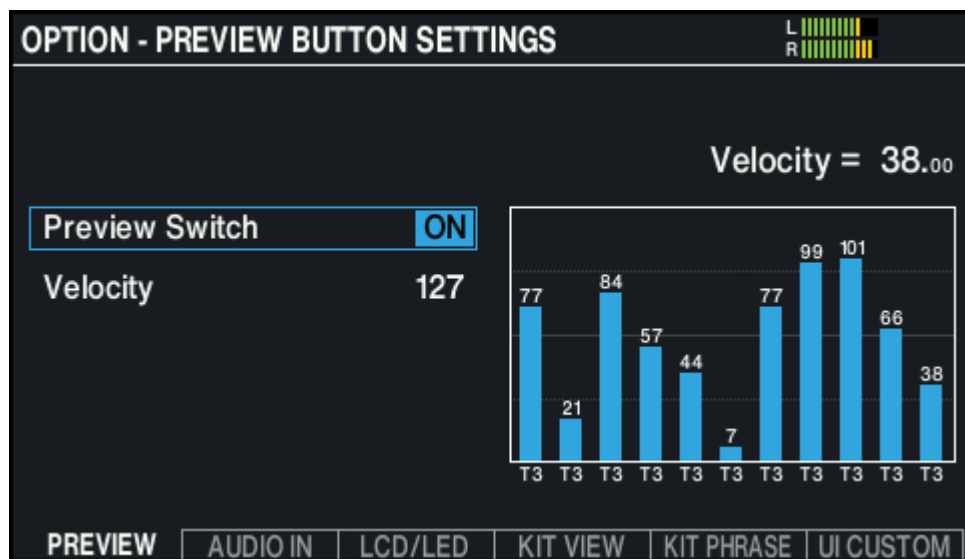 OPTION - PREVIEW BUTTON SETTINGS
L
R
Velocity = 38.00
Preview Switch ON
Velocity 127
77 21 84 57 44 7 77 99 101 66 38
T3 T3 T3 T3 T3 T3 T3 T3 T3 T3 T3
PREVIEW AUDIO IN LCD/LED KIT VIEW KIT PHRASE UI CUSTOM